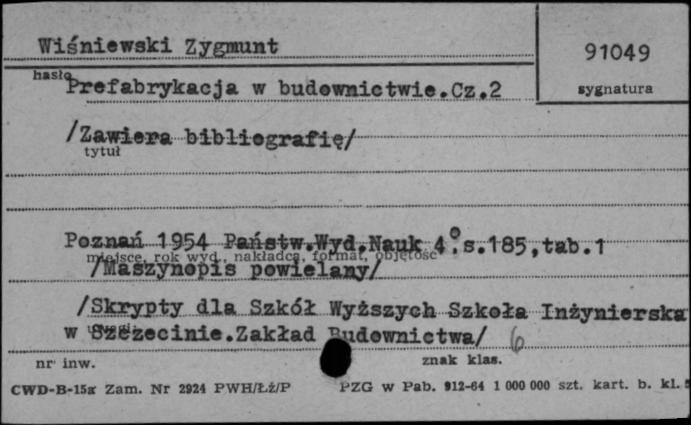 Wiśniewski Zygmunt
91049
hasło
sygnatura
Prefabrykacja w budownictwie.Cz.2
/Zawiera bibliografię/
tytuł
Poznań 1954 Państw.Wyd.Nauk 4°.s.185,tab.1
miejsce, rok wyd., nakładca, format, objętość
/Maszynopis powielany/
/Skrypty dla Szkół Wyższych Szkoła Inżynierska
w Szczecinie.Zakład Budownictwa/ 6
uwagi
nr inw.
znak klas.
CWD-B-15a Zam. Nr 2924 PWH/Łź/P
PZG w Pab. 912-64 1 000 000 szt. kart. b. kl.